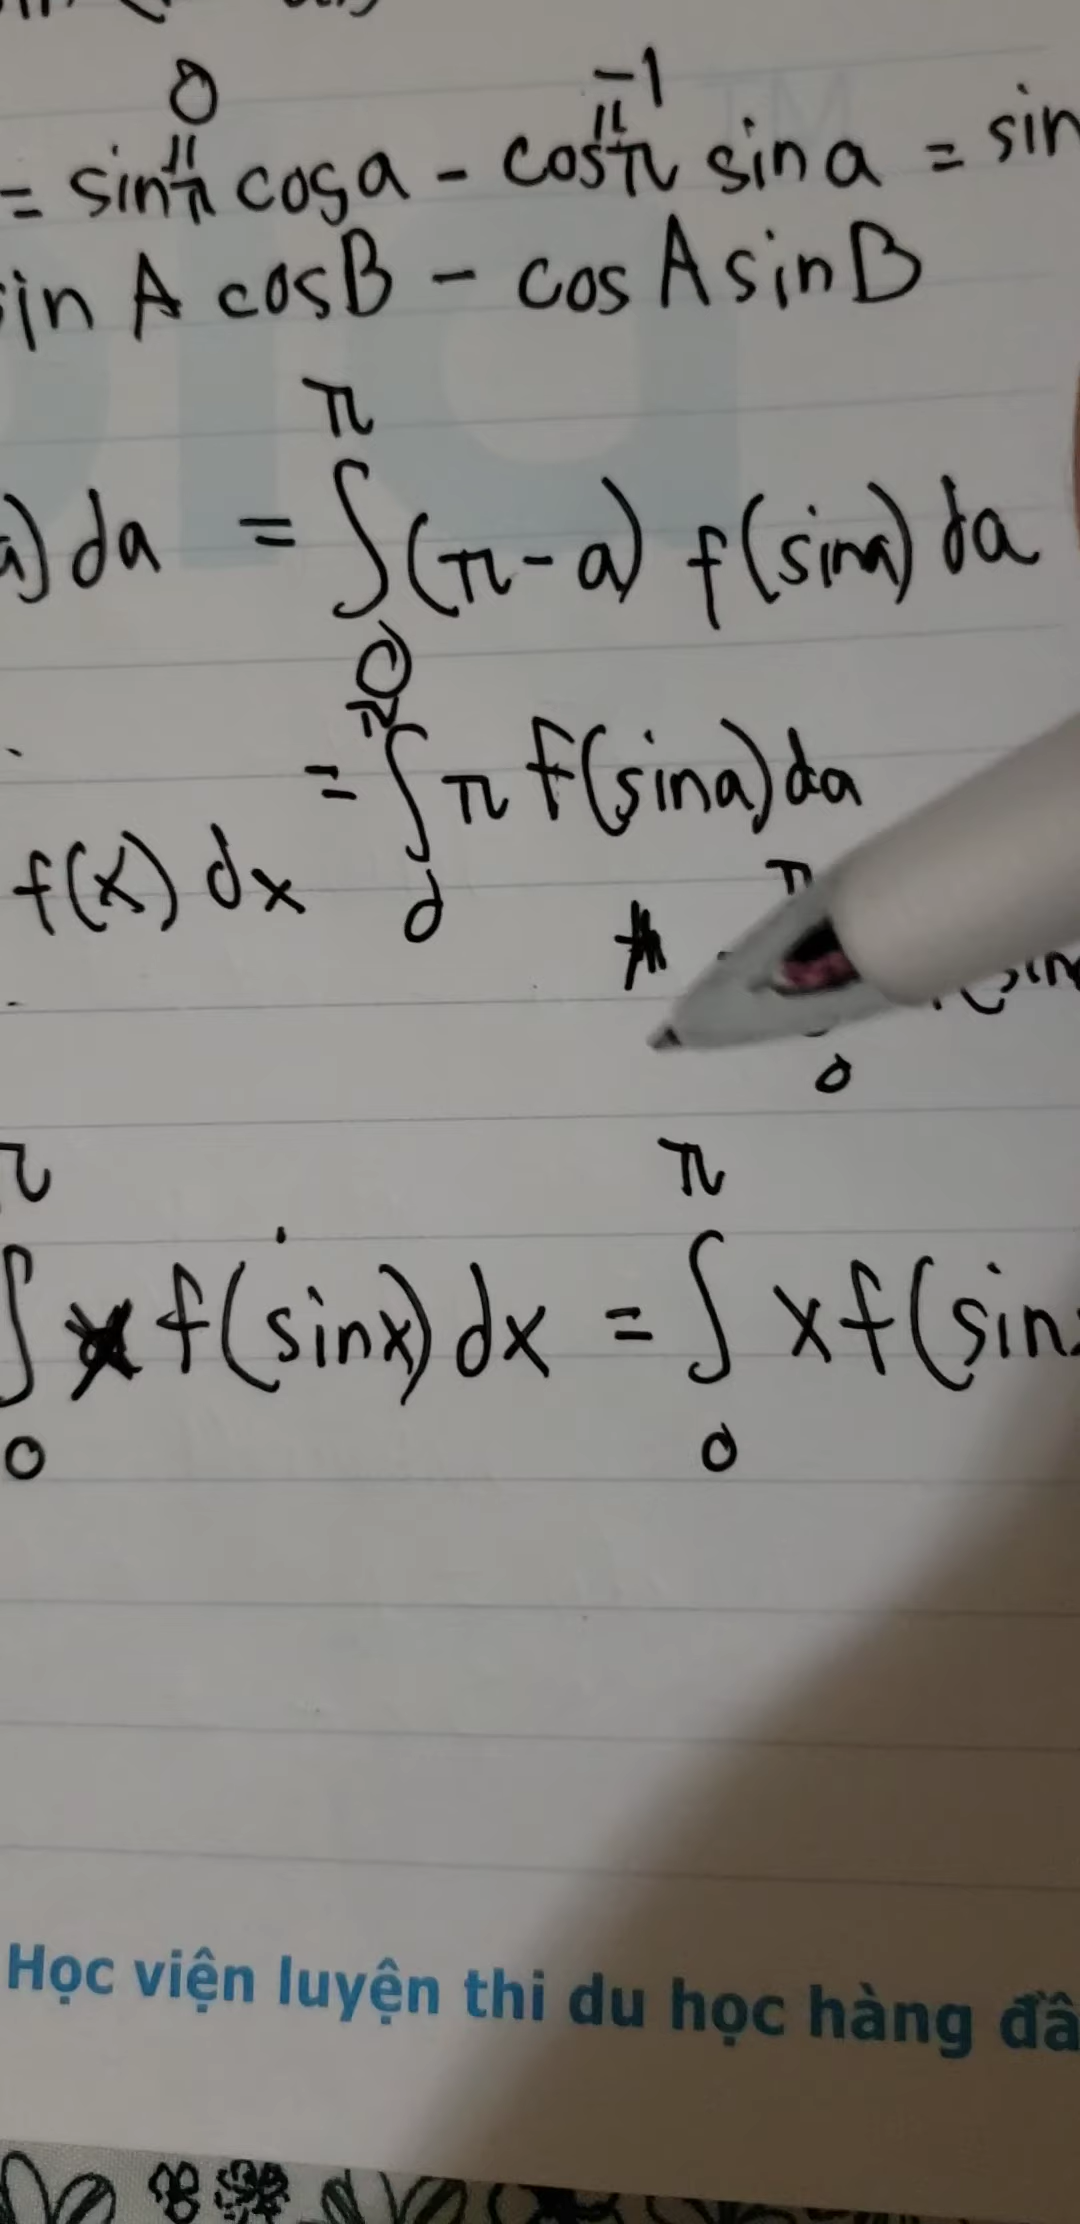 0 -1
= sin π cos a - cos π sin a = sin
in A cos B - cos A sin B
π
a) da = ∫ (π - a) f(sin a) da
0
π
= ∫ π f(sin a) da
f(x) dx 0
π
0
π π
∫ x f(sin x) dx = ∫ x f(sin
0 0
Học viện luyện thi du học hàng đầ